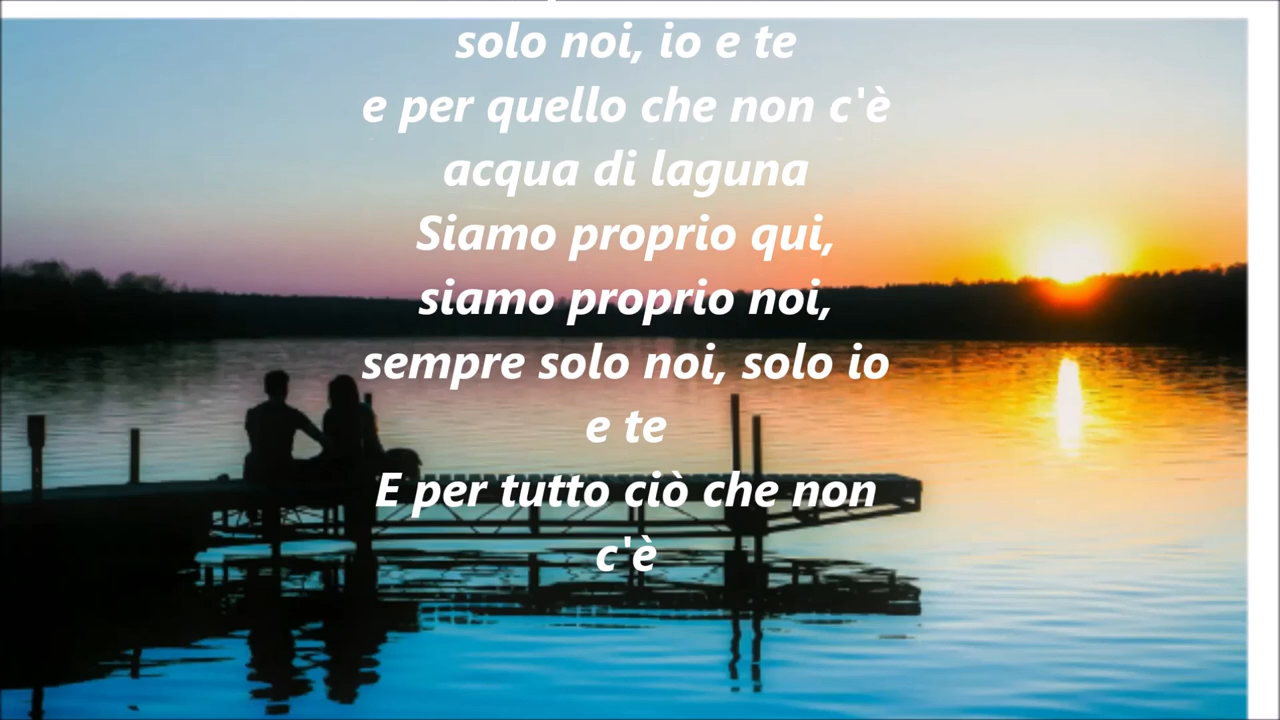 solo noi, io e te
e per quello che non c'è
acqua di laguna
Siamo proprio qui,
siamo proprio noi,
sempre solo noi, solo io
e te
E per tutto ciò che non
c'è